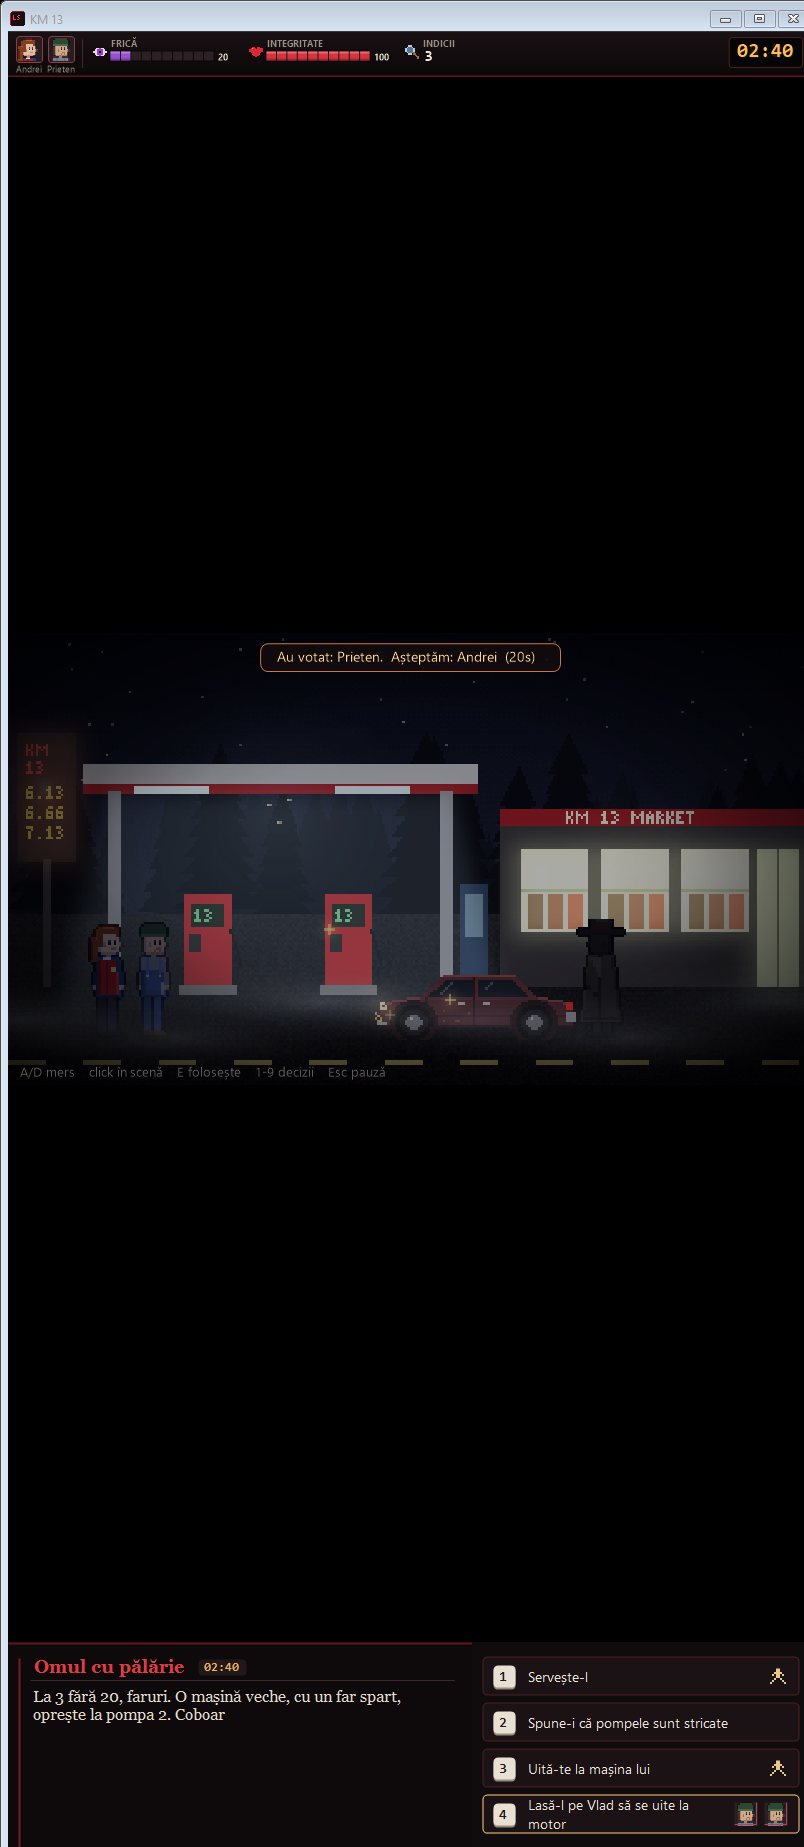 KM 13
FRICĂ
20
INTEGRITATE
100
INDICII
3
02:40
Andrei
Prieten
Au votat: Prieten. Așteptăm: Andrei (20s)
KM
13
6.13
6.66
7.13
KM 13 MARKET
13
13
A/D mers click în scenă E folosește 1-9 decizii Esc pauză
Omul cu pălărie 02:40
La 3 fără 20, faruri. O mașină veche, cu un far spart,
oprește la pompa 2. Coboar
1 Servește-l
2 Spune-i că pompele sunt stricate
3 Uită-te la mașina lui
4 Lasă-l pe Vlad să se uite la
motor